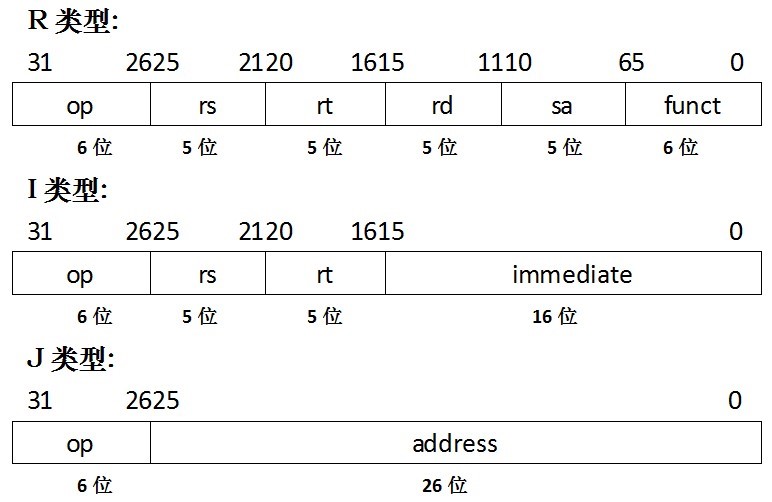 R 类型:
31 2625 2120 1615 1110 65 0
op rs rt rd sa funct
6 位 5 位 5 位 5 位 5 位 6 位
I 类型:
31 2625 2120 1615 0
op rs rt immediate
6 位 5 位 5 位 16 位
J 类型:
31 2625 0
op address
6 位 26 位